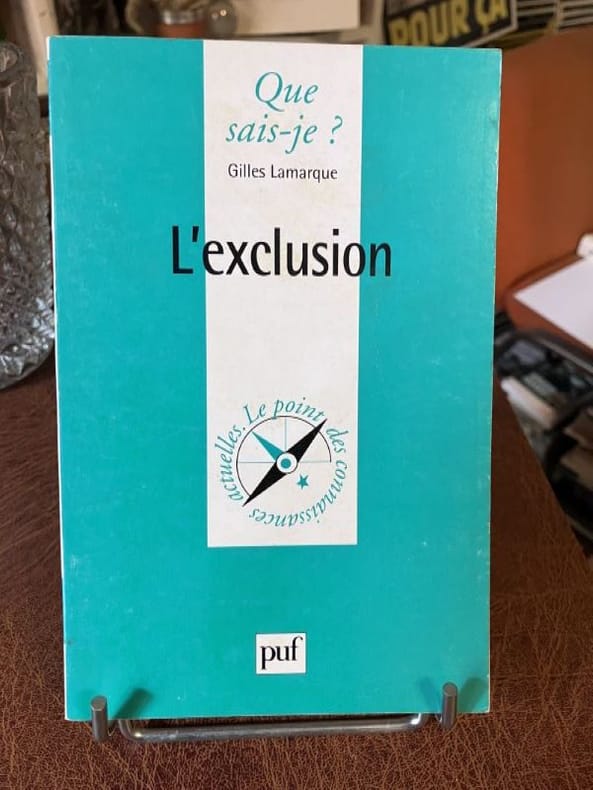 POUR ÇA
Que
sais-je ?
Gilles Lamarque
L'exclusion
Le point des connaissances actuelles.
puf